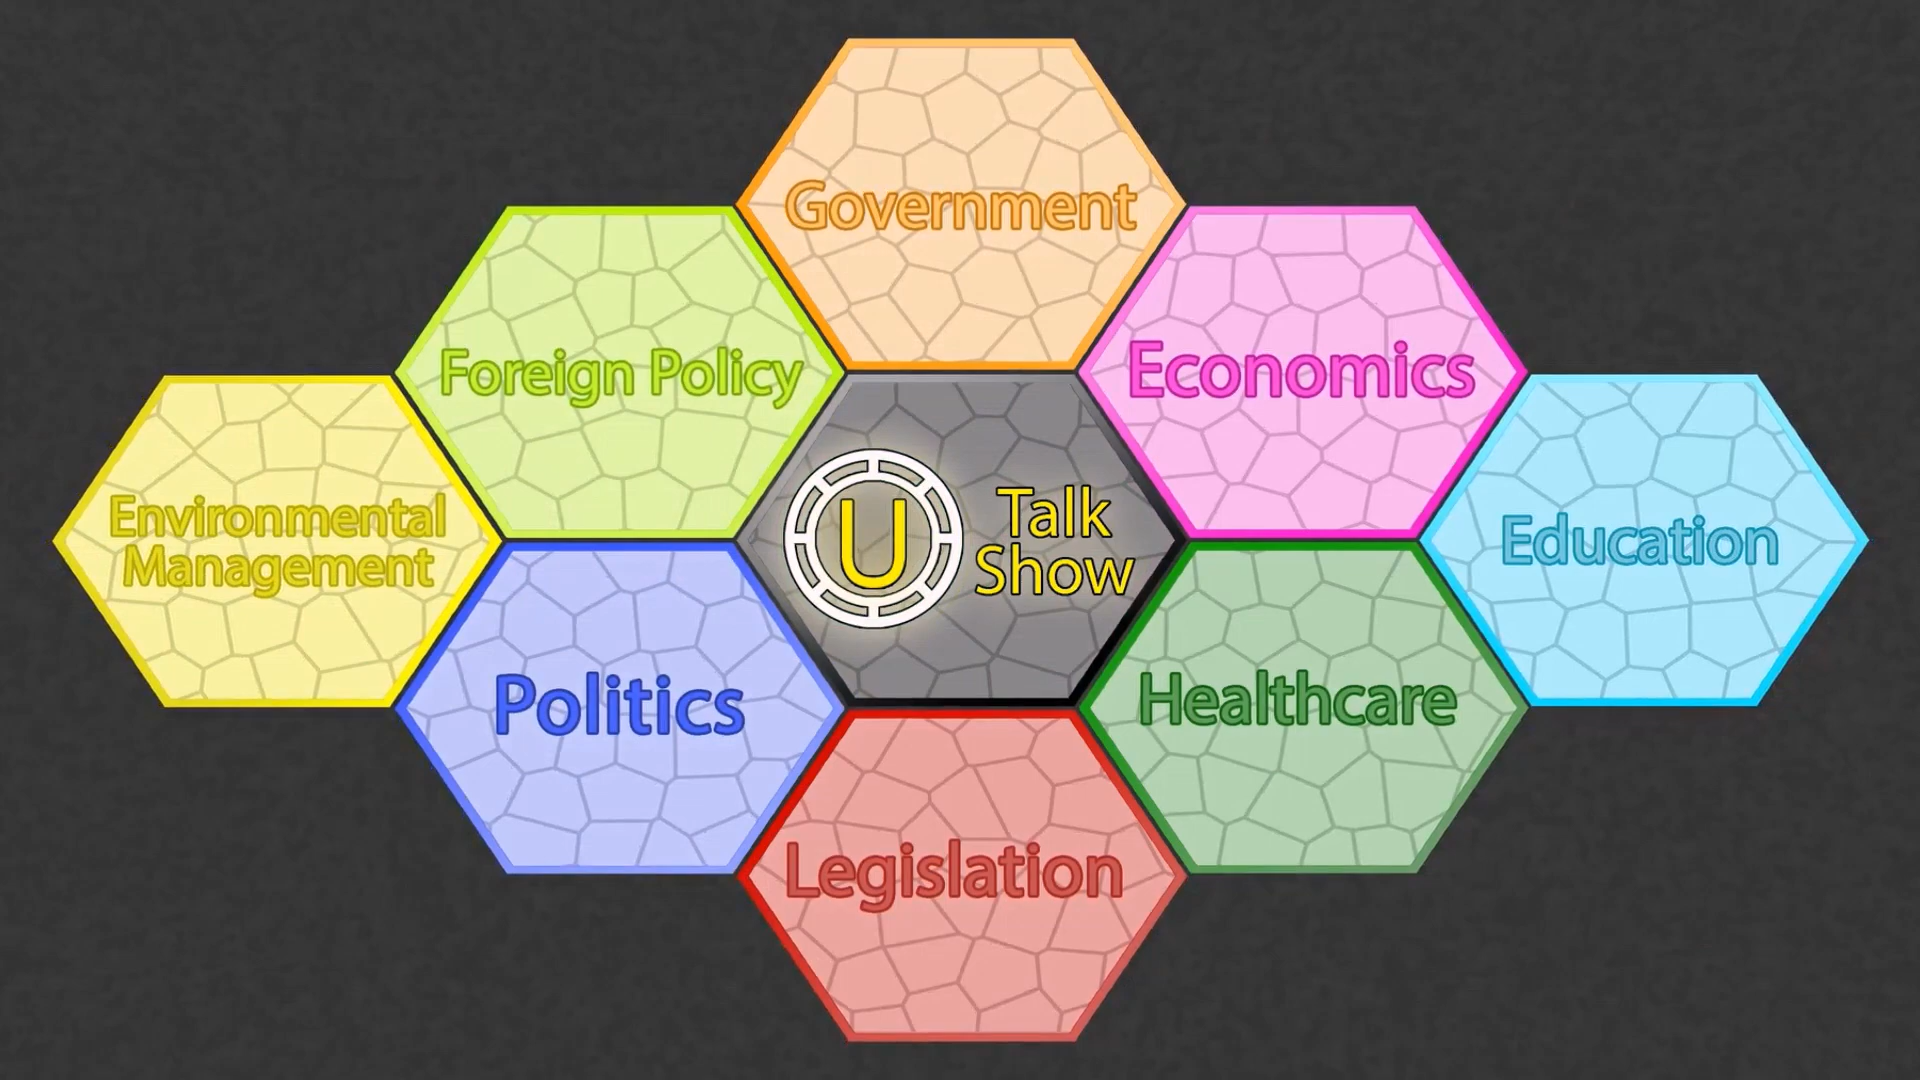 Government
Foreign Policy
Economics
Environmental
Management
U
Talk
Show
Education
Politics
Healthcare
Legislation